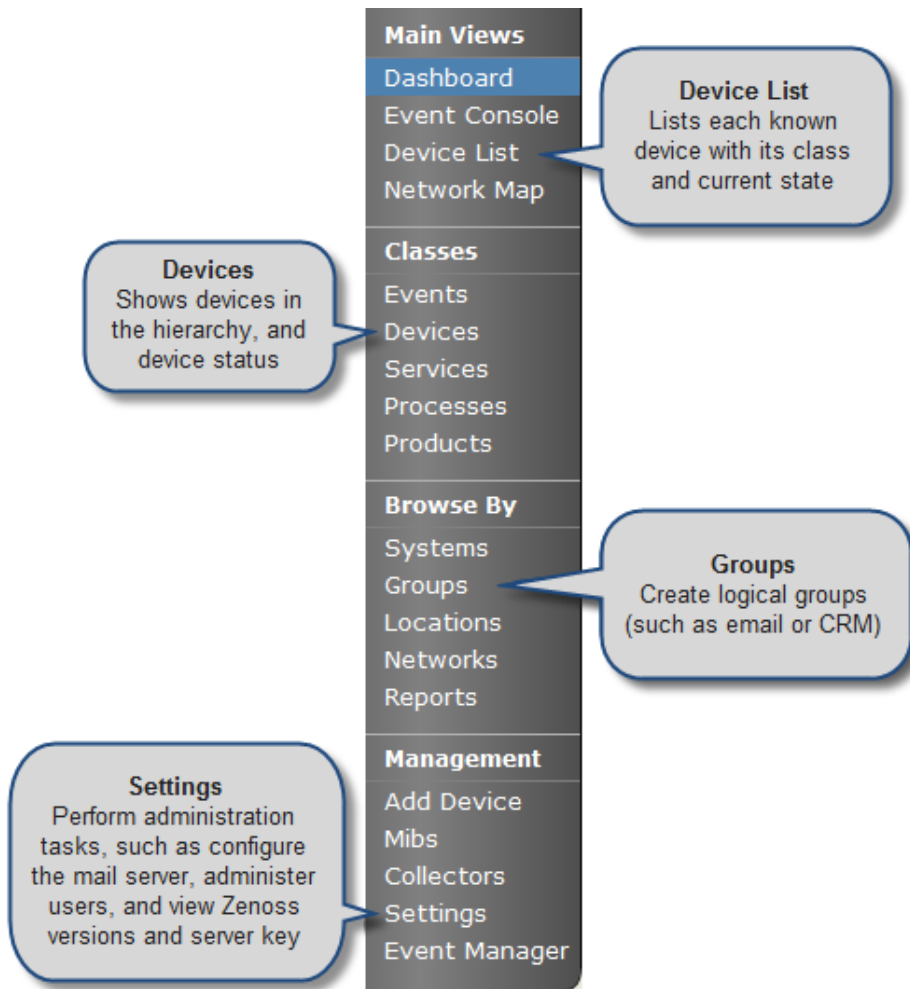 Main Views
Dashboard
Event Console
Device List
Network Map
Device List
Lists each known
device with its class
and current state
Classes
Events
Devices
Services
Processes
Products
Devices
Shows devices in
the hierarchy, and
device status
Browse By
Systems
Groups
Locations
Networks
Reports
Groups
Create logical groups
(such as email or CRM)
Management
Add Device
Mibs
Collectors
Settings
Event Manager
Settings
Perform administration
tasks, such as configure
the mail server, administer
users, and view Zenoss
versions and server key